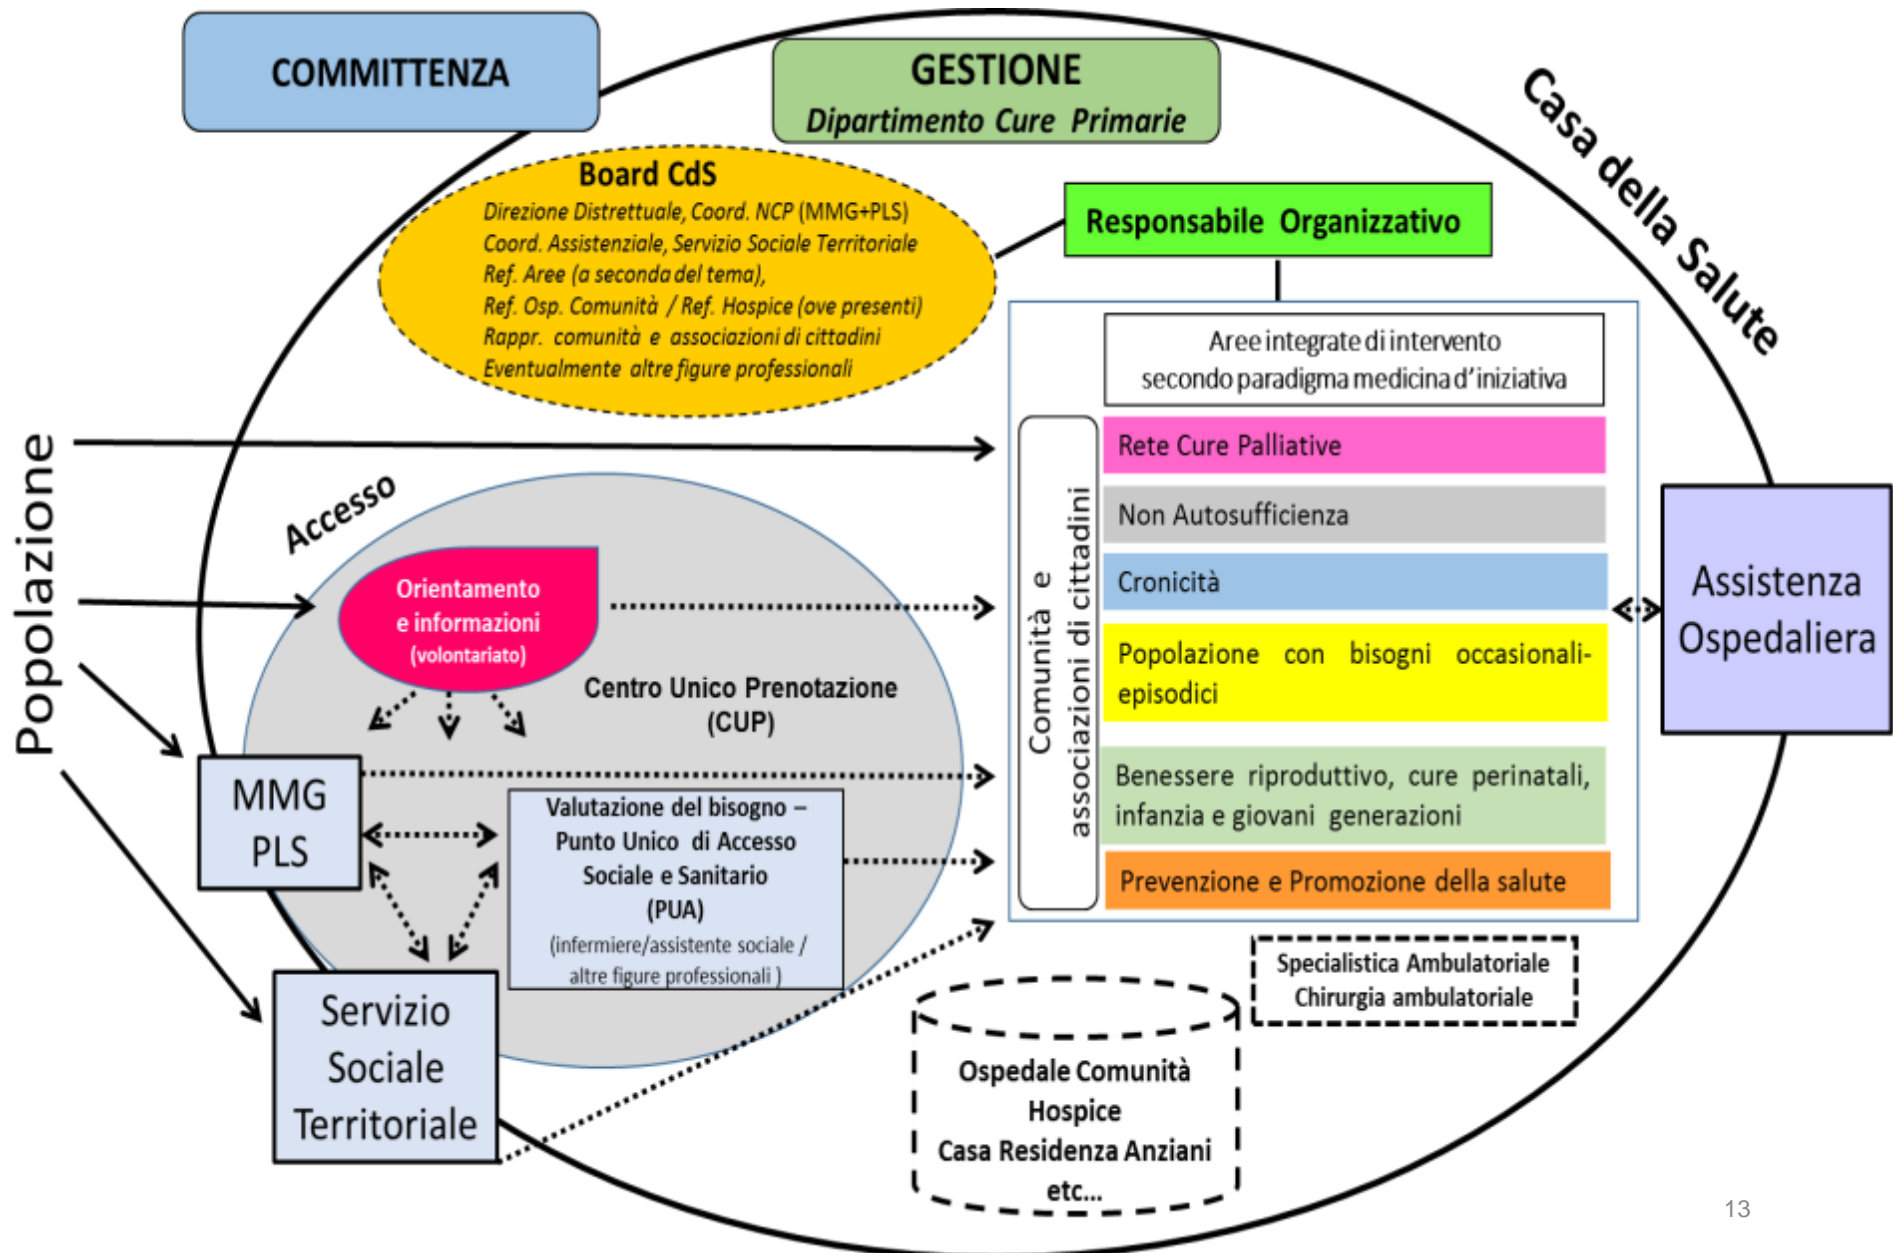 COMMITTENZA
GESTIONE
Dipartimento Cure Primarie
Casa della Salute
Board CdS
Direzione Distrettuale, Coord. NCP (MMG+PLS)
Coord. Assistenziale, Servizio Sociale Territoriale
Ref. Aree (a seconda del tema),
Ref. Osp. Comunità / Ref. Hospice (ove presenti)
Rappr. comunità e associazioni di cittadini
Eventualmente altre figure professionali
Responsabile Organizzativo
Aree integrate di intervento
secondo paradigma medicina d'iniziativa
Popolazione
Accesso
Orientamento
e informazioni
(volontariato)
Centro Unico Prenotazione
(CUP)
MMG
PLS
Valutazione del bisogno –
Punto Unico di Accesso
Sociale e Sanitario
(PUA)
(infermiere/assistente sociale /
altre figure professionali )
Servizio
Sociale
Territoriale
Comunità e
associazioni di cittadini
Rete Cure Palliative
Non Autosufficienza
Cronicità
Popolazione con bisogni occasionali-
episodici
Benessere riproduttivo, cure perinatali,
infanzia e giovani generazioni
Prevenzione e Promozione della salute
Assistenza
Ospedaliera
Specialistica Ambulatoriale
Chirurgia ambulatoriale
Ospedale Comunità
Hospice
Casa Residenza Anziani
etc...
13